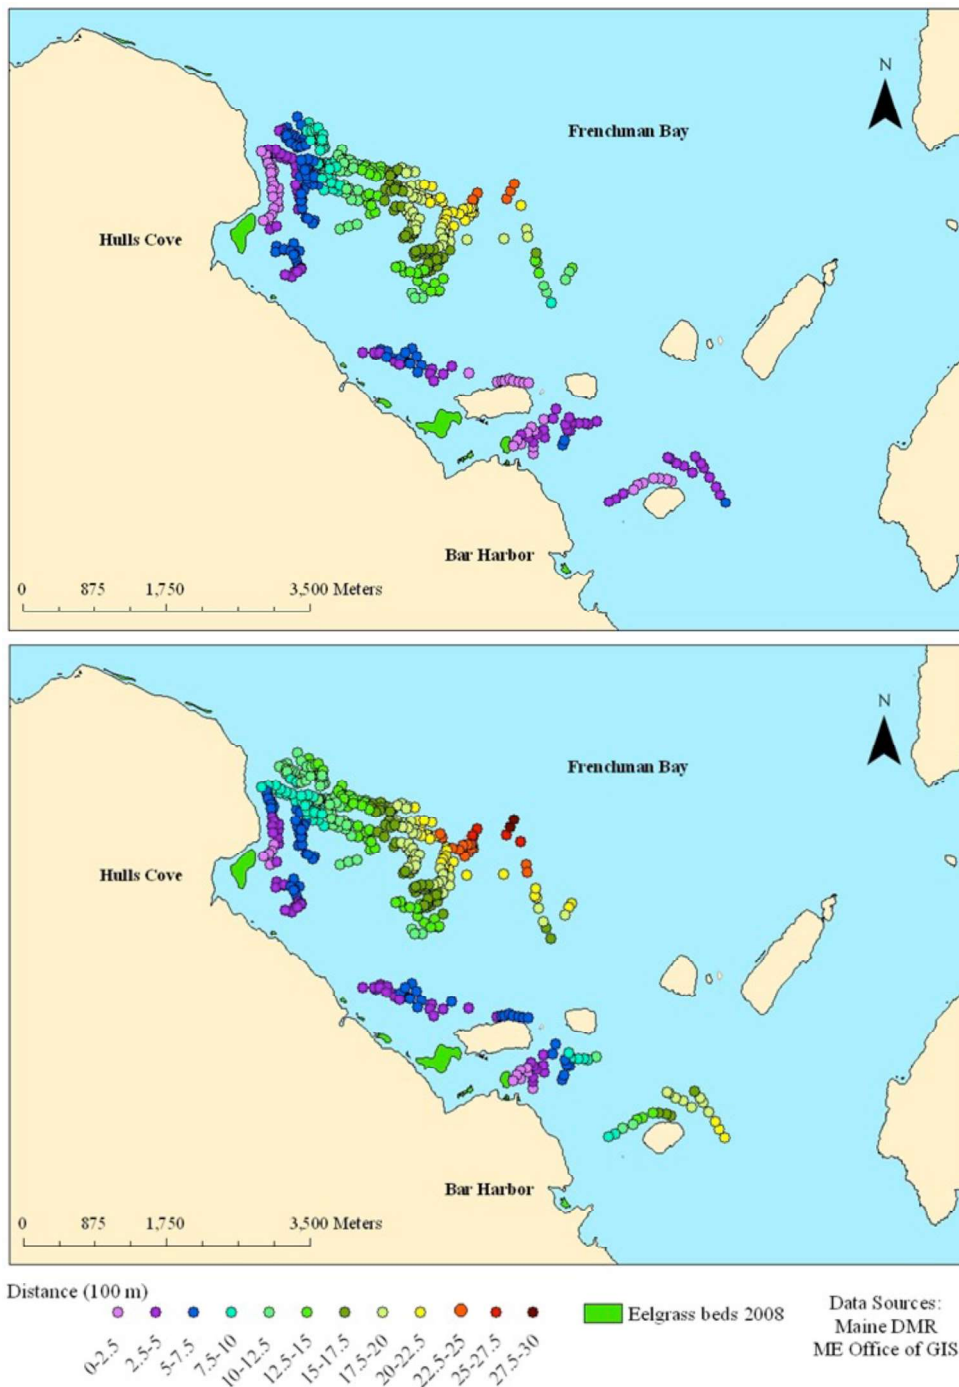 N
Frenchman Bay
Hulls Cove
Bar Harbor
0 875 1,750 3,500 Meters
N
Frenchman Bay
Hulls Cove
Bar Harbor
0 875 1,750 3,500 Meters
Distance (100 m)
0-2.5 2.5-5 5-7.5 7.5-10 10-12.5 12.5-15 15-17.5 17.5-20 20-22.5 22.5-25 25-27.5 27.5-30
Eelgrass beds 2008
Data Sources:
Maine DMR
ME Office of GIS